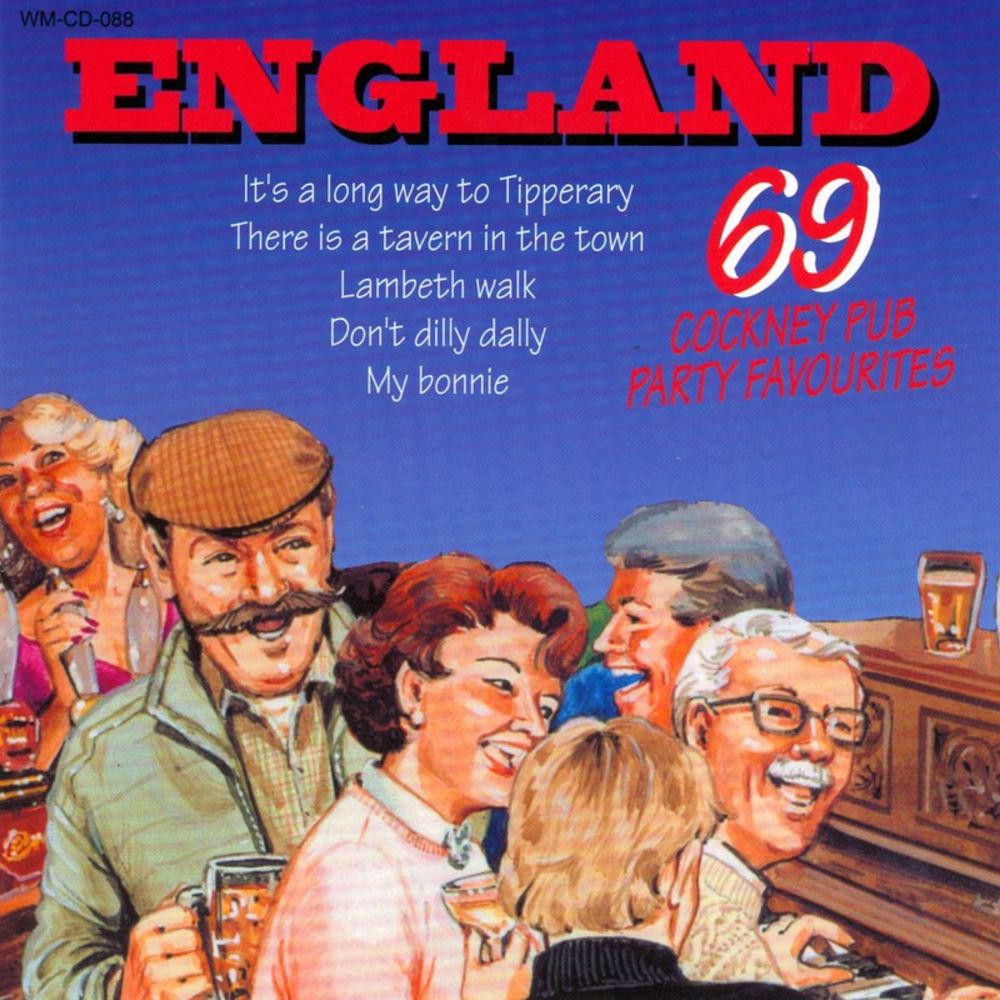 WM-CD-088
ENGLAND
It's a long way to Tipperary
There is a tavern in the town
Lambeth walk
Don't dilly dally
My bonnie
69
COCKNEY PUB
PARTY FAVOURITES